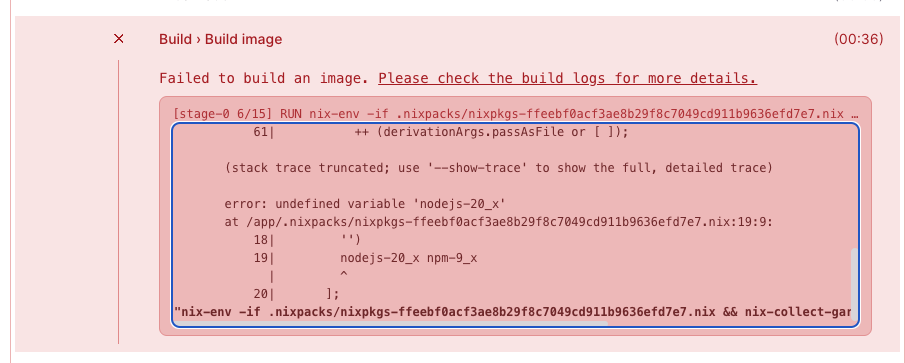 Build › Build image
(00:36)
Failed to build an image. Please check the build logs for more details.
[stage-0 6/15] RUN nix-env -if .nixpacks/nixpkgs-ffeebf0acf3ae8b29f8c7049cd911b9636efd7e7.nix …
61|           ++ (derivationArgs.passAsFile or [ ]);
(stack trace truncated; use '--show-trace' to show the full, detailed trace)
error: undefined variable 'nodejs-20_x'
at /app/.nixpacks/nixpkgs-ffeebf0acf3ae8b29f8c7049cd911b9636efd7e7.nix:19:9:
18|         '')
19|         nodejs-20_x npm-9_x
|         ^
20|       ];
"nix-env -if .nixpacks/nixpkgs-ffeebf0acf3ae8b29f8c7049cd911b9636efd7e7.nix && nix-collect-gar